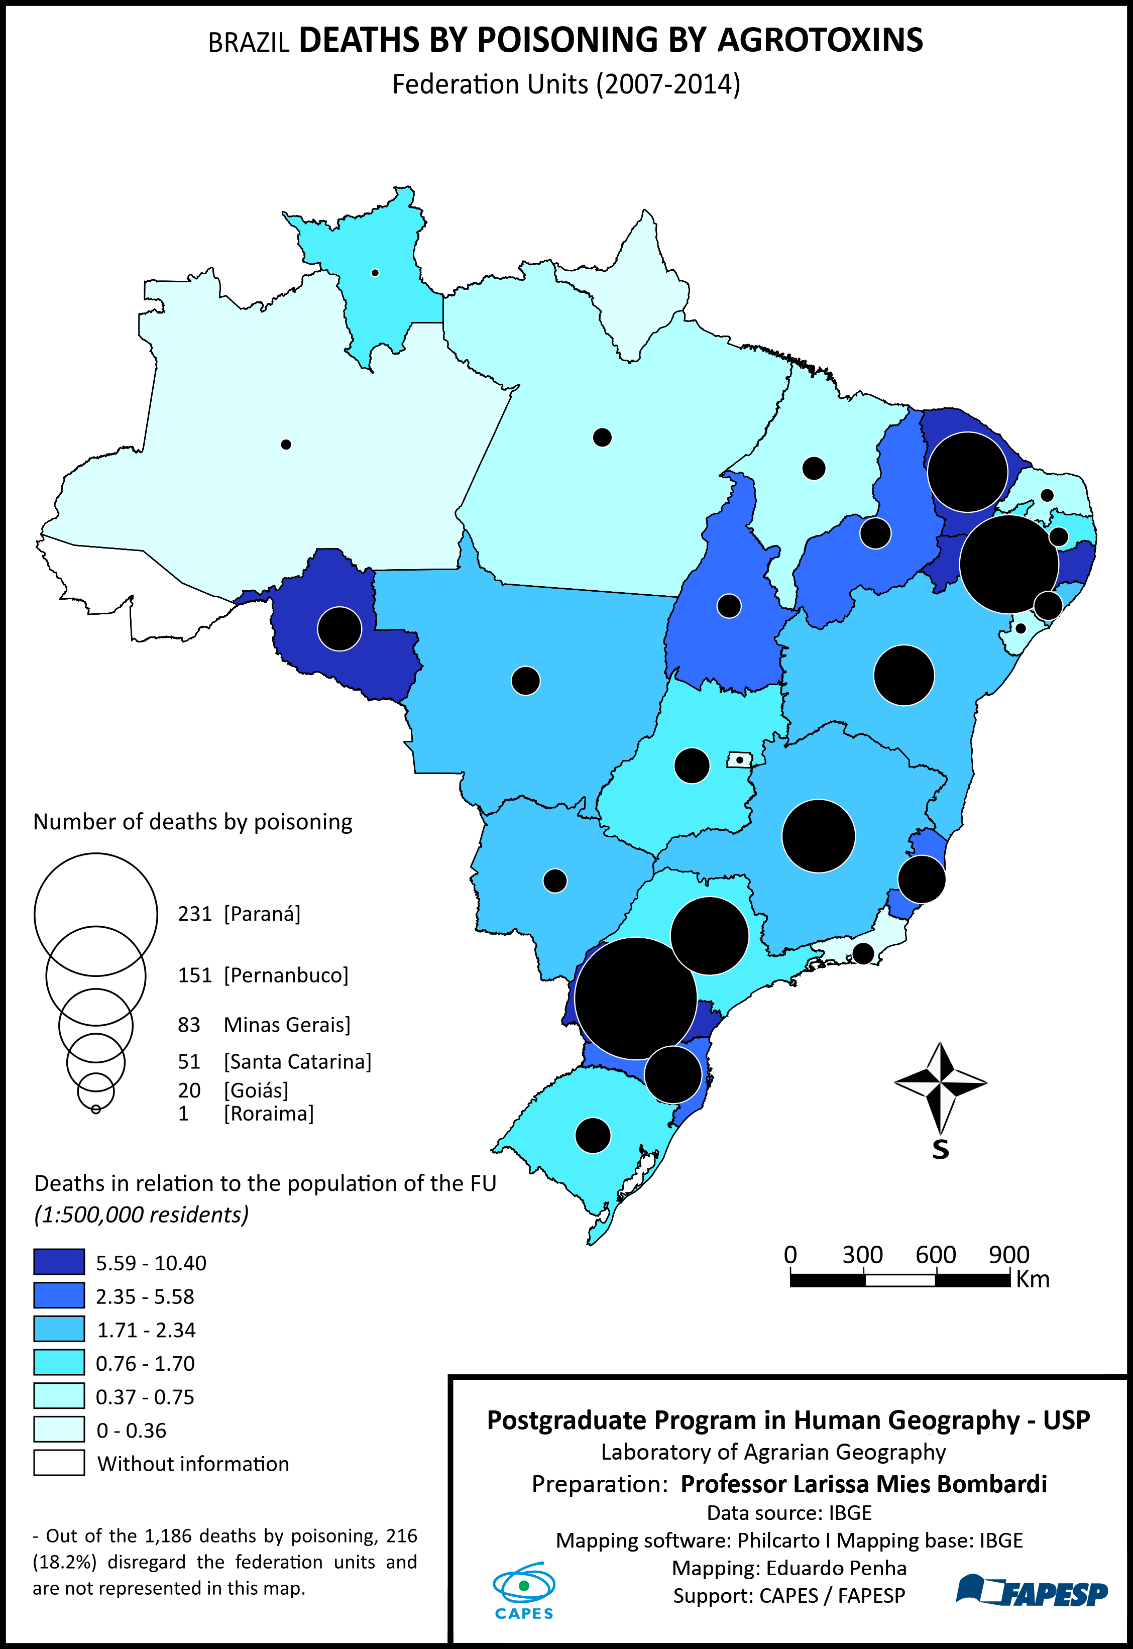 BRAZIL DEATHS BY POISONING BY AGROTOXINS
Federation Units (2007-2014)
Number of deaths by poisoning
231 [Paraná]
151 [Pernanbuco]
83 Minas Gerais]
51 [Santa Catarina]
20 [Goiás]
1 [Roraima]
Deaths in relation to the population of the FU
(1:500,000 residents)
5.59 - 10.40
2.35 - 5.58
1.71 - 2.34
0.76 - 1.70
0.37 - 0.75
0 - 0.36
Without information
- Out of the 1,186 deaths by poisoning, 216
(18.2%) disregard the federation units and
are not represented in this map.
S
0 300 600 900
Km
Postgraduate Program in Human Geography - USP
Laboratory of Agrarian Geography
Preparation: Professor Larissa Mies Bombardi
Data source: IBGE
Mapping software: Philcarto I Mapping base: IBGE
Mapping: Eduardo Penha
Support: CAPES / FAPESP
CAPES
FAPESP